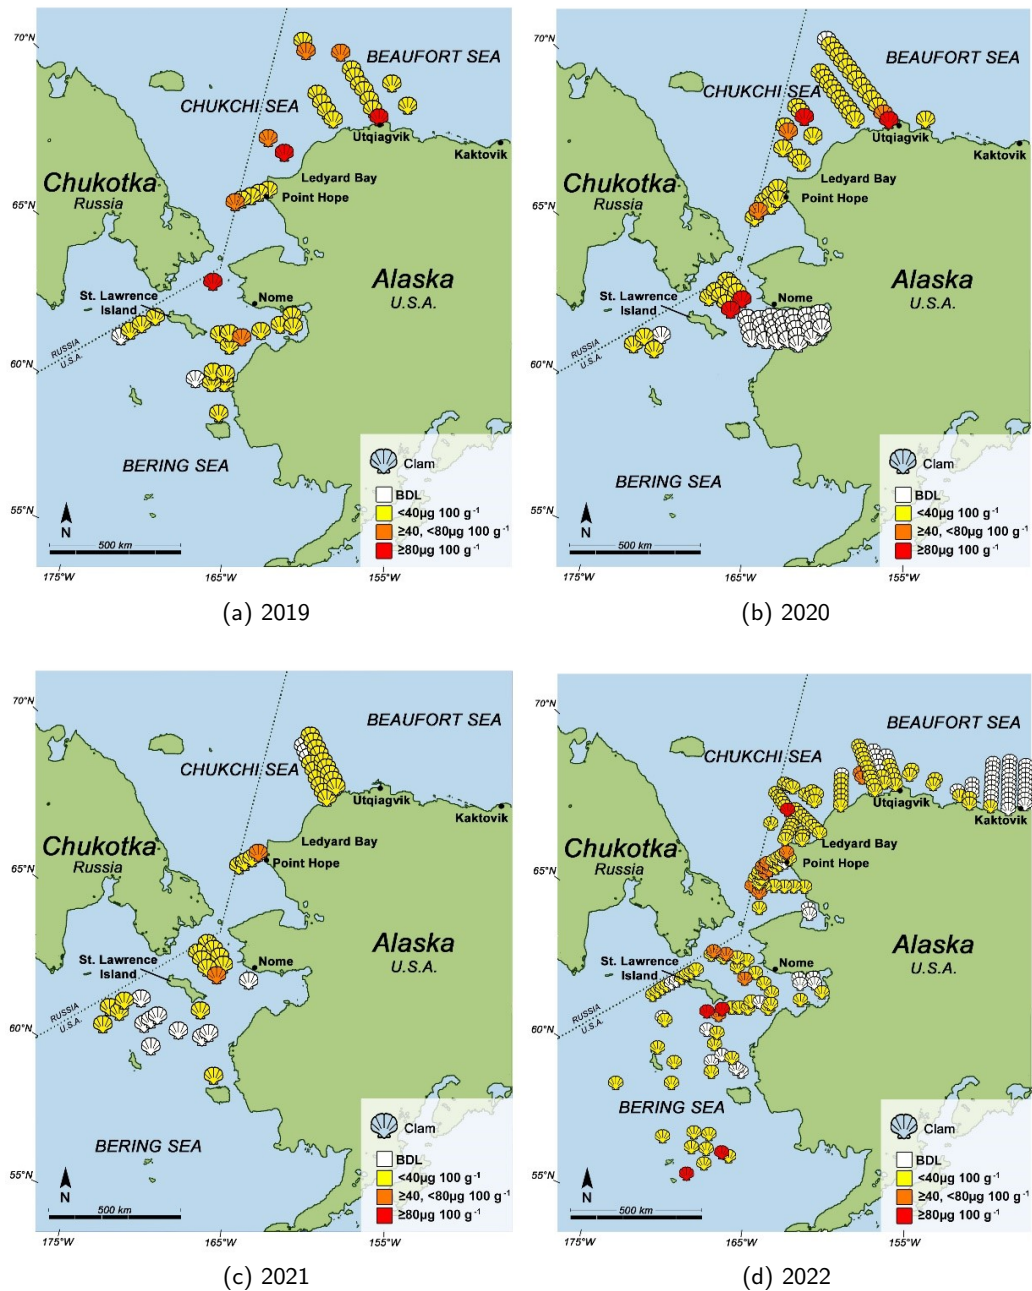 70°N
BEAUFORT SEA
CHUKCHI SEA
Utqiagvik
Kaktovik
Chukotka
Russia
Ledyard Bay
65°N
Point Hope
Alaska
U.S.A.
St. Lawrence
Island
Nome
RUSSIA
U.S.A.
60°N
BERING SEA
Clam
BDL
<40µg 100 g-1
≥40, <80µg 100 g-1
≥80µg 100 g-1
55°N
N
500 km
175°W
165°W
155°W
(a) 2019
70°N
BEAUFORT SEA
CHUKCHI SEA
Utqiagvik
Kaktovik
Chukotka
Russia
Ledyard Bay
65°N
Point Hope
Alaska
U.S.A.
St. Lawrence
Island
Nome
RUSSIA
U.S.A.
60°N
BERING SEA
Clam
BDL
<40µg 100 g-1
≥40, <80µg 100 g-1
≥80µg 100 g-1
55°N
N
500 km
175°W
165°W
155°W
(b) 2020
70°N
BEAUFORT SEA
CHUKCHI SEA
Utqiagvik
Kaktovik
Chukotka
Russia
Ledyard Bay
65°N
Point Hope
Alaska
U.S.A.
St. Lawrence
Island
Nome
RUSSIA
U.S.A.
60°N
BERING SEA
Clam
BDL
<40µg 100 g-1
≥40, <80µg 100 g-1
≥80µg 100 g-1
55°N
N
500 km
175°W
165°W
155°W
(c) 2021
70°N
BEAUFORT SEA
CHUKCHI SEA
Utqiagvik
Kaktovik
Chukotka
Russia
Ledyard Bay
65°N
Point Hope
Alaska
U.S.A.
St. Lawrence
Island
Nome
RUSSIA
U.S.A.
60°N
BERING SEA
Clam
BDL
<40µg 100 g-1
≥40, <80µg 100 g-1
≥80µg 100 g-1
55°N
N
500 km
175°W
165°W
155°W
(d) 2022